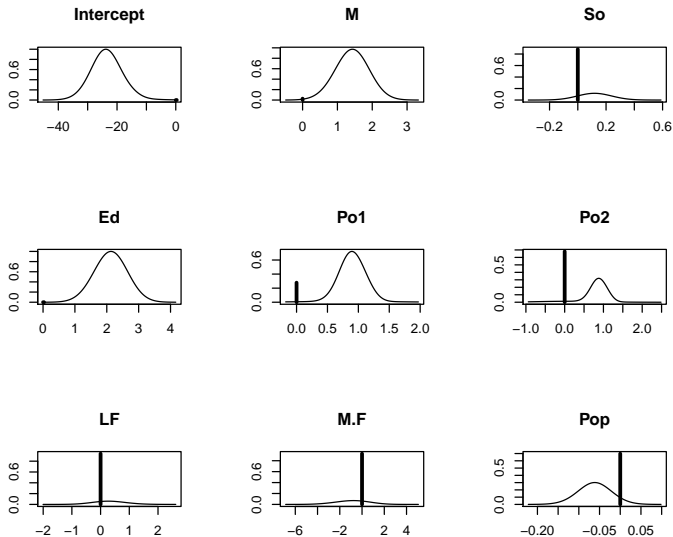 Intercept
M
So
0.0 0.6
0.0 0.6
0.0 0.6
−40 −20 0
0 1 2 3
−0.2 0.2 0.6
Ed
Po1
Po2
0.0 0.6
0.0 0.6
0.0 0.5
0 1 2 3 4
0.0 0.5 1.0 1.5 2.0
−1.0 0.0 1.0 2.0
LF
M.F
Pop
0.0 0.6
0.0 0.6
0.0 0.5
−2 −1 0 1 2
−6 −2 2 4
−0.20 −0.05 0.05